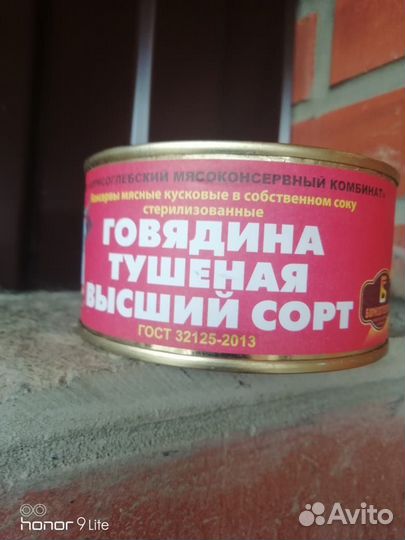 БОРИСОГЛЕБСКИЙ МЯСОКОНСЕРВНЫЙ КОМБИНАТ»
Консервы мясные кусковые в собственном соку
стерилизованные
ГОВЯДИНА
ТУШЕНАЯ
ВЫСШИЙ СОРТ
ГОСТ 32125-2013
Б
honor 9 Lite
Avito